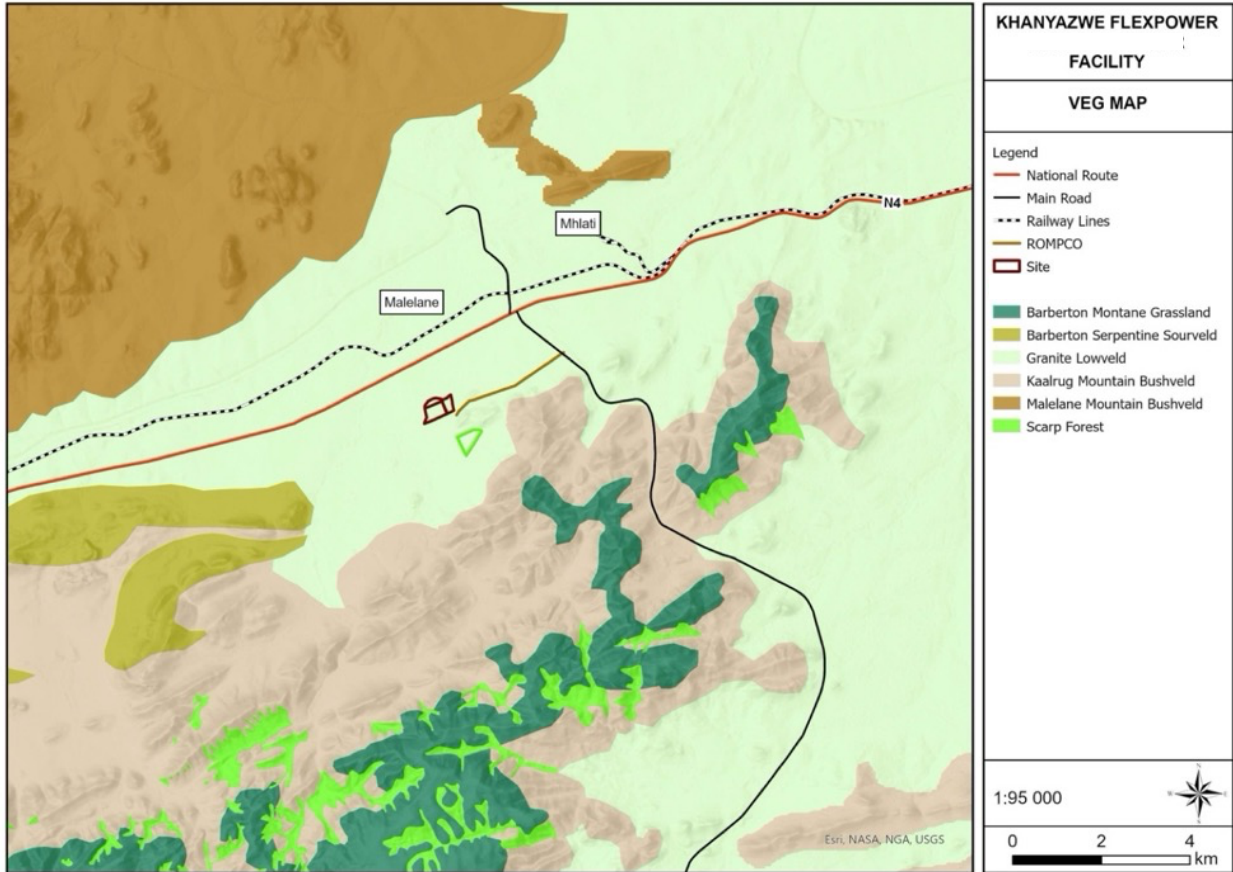 KHANYAZWE FLEXPOWER
FACILITY
VEG MAP
Legend
National Route
Main Road
Railway Lines
ROMPCO
Site
Barberton Montane Grassland
Barberton Serpentine Sourveld
Granite Lowveld
Kaalrug Mountain Bushveld
Malelane Mountain Bushveld
Scarp Forest
N4
Mhlati
Malelane
Esri, NASA, NGA, USGS
1:95 000
N
W E
S
0 2 4
km